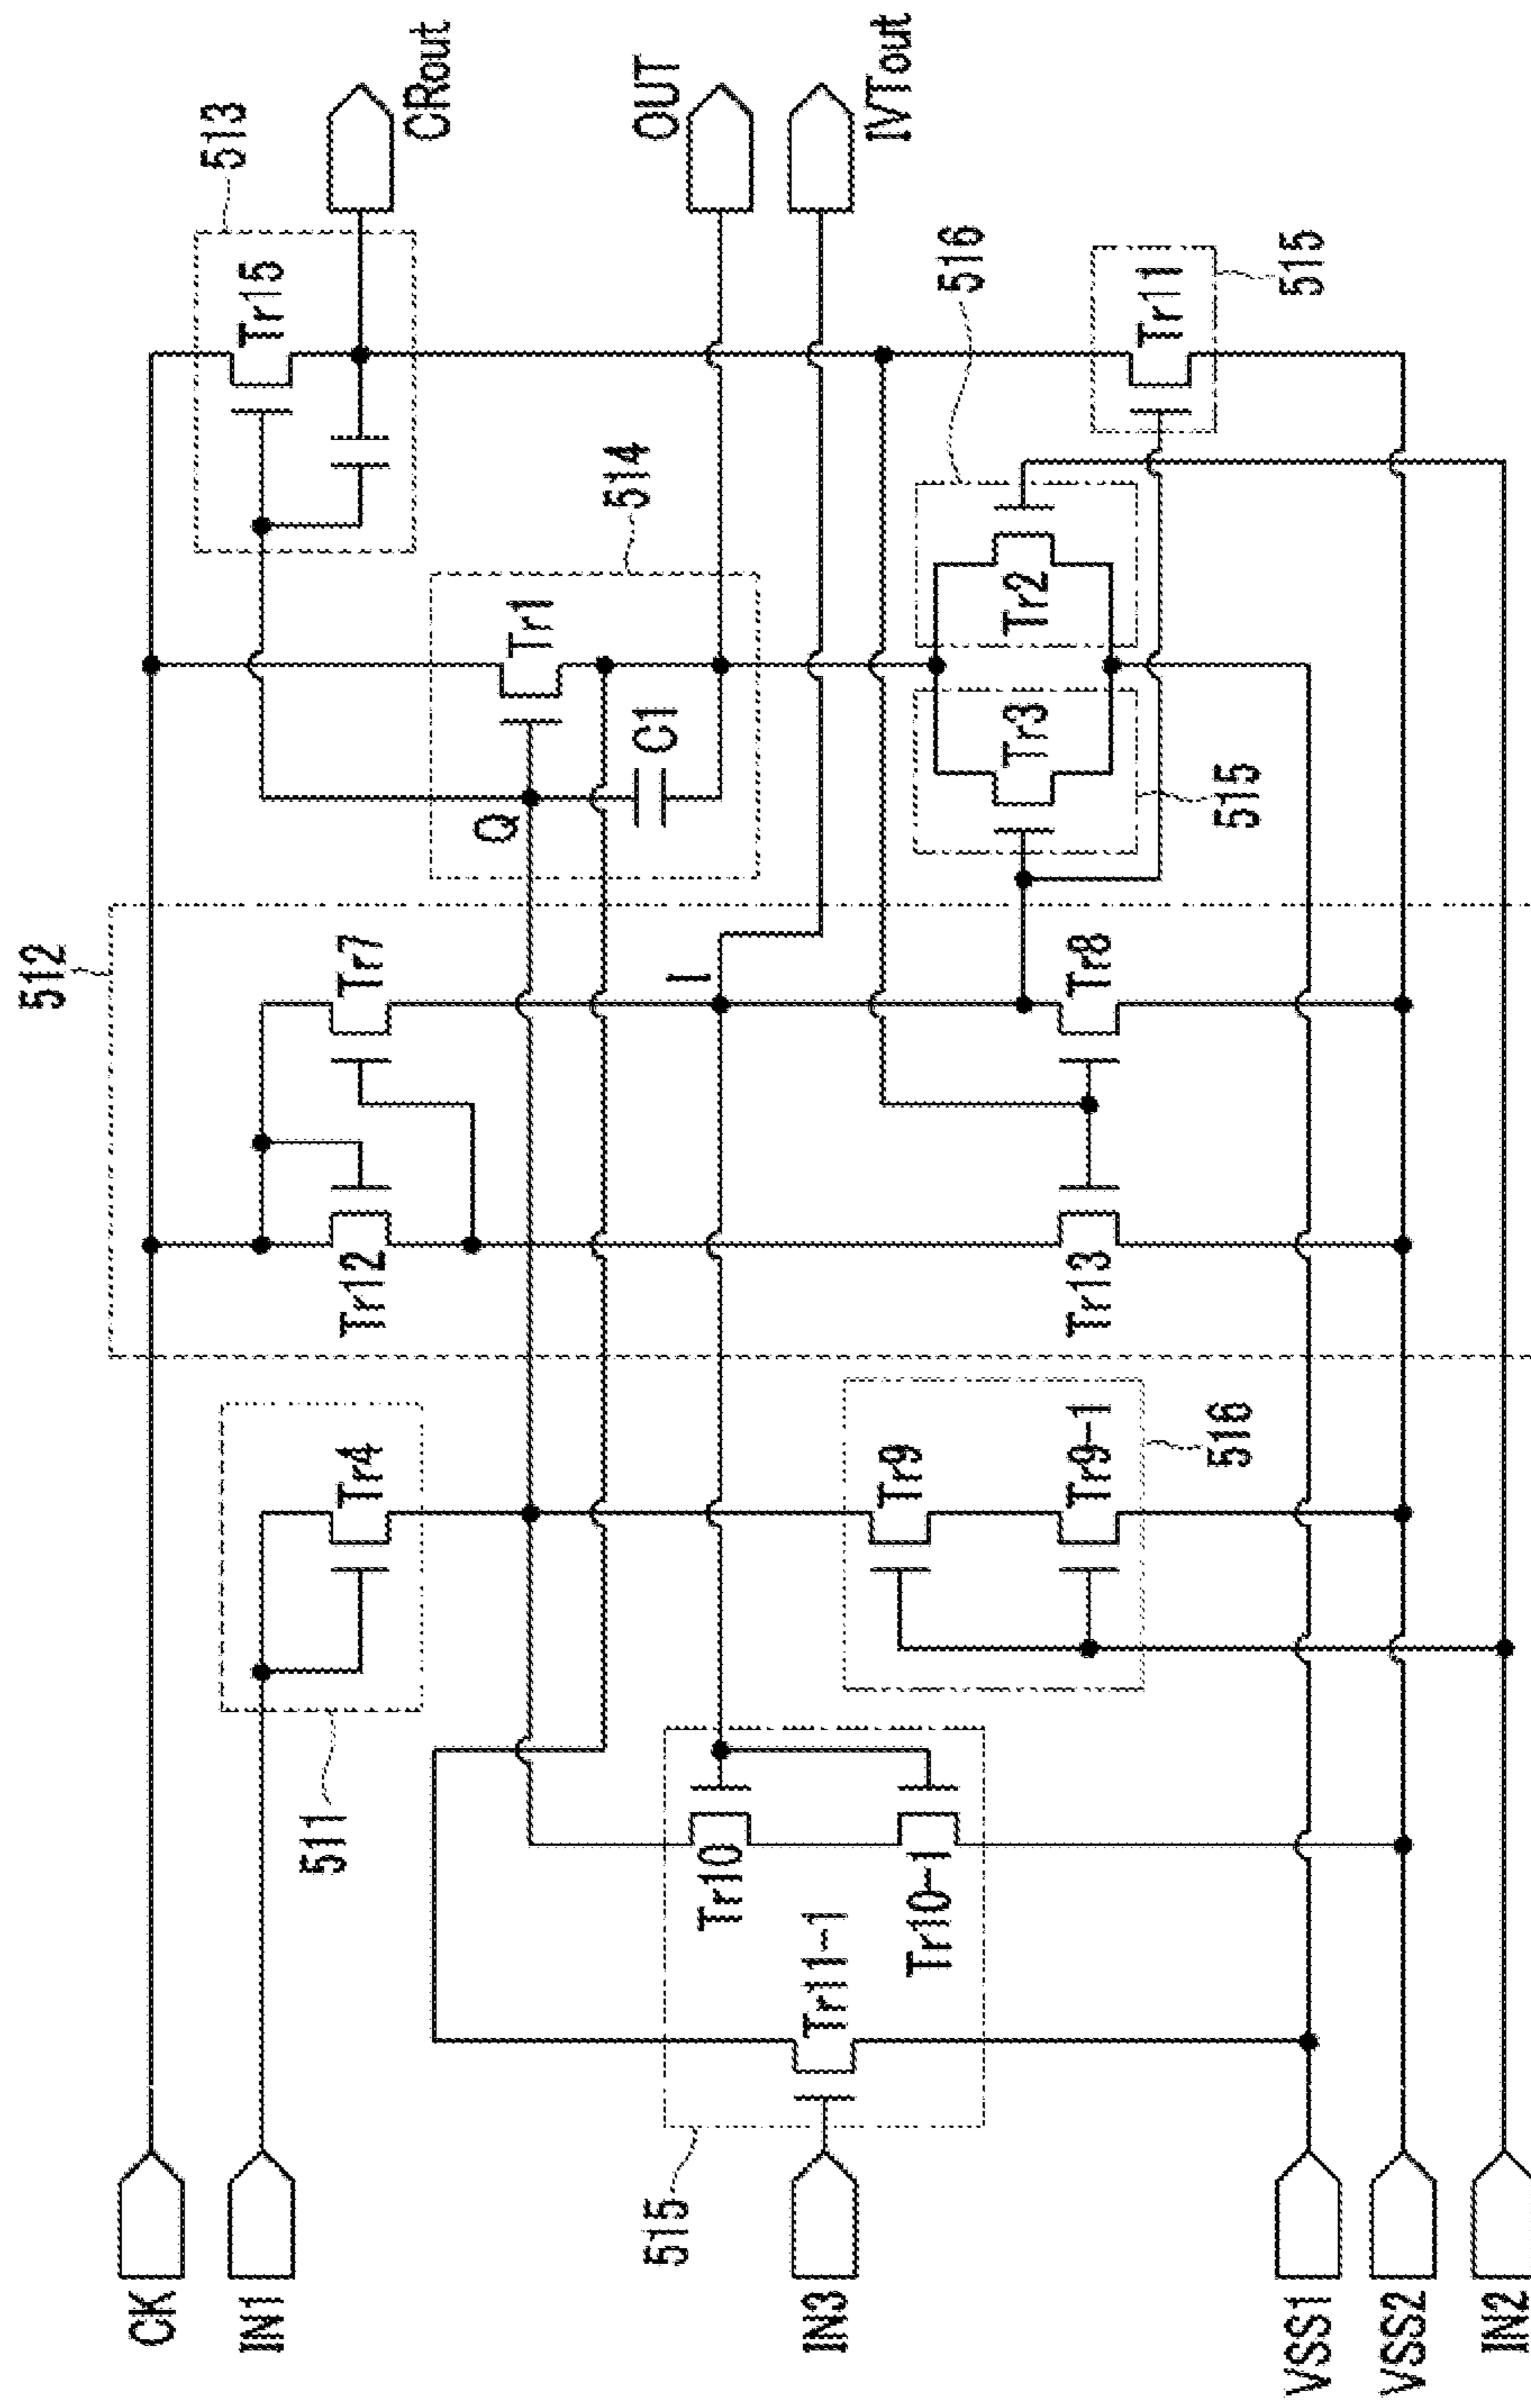 CK
IN1
IN3
VSS1
VSS2
IN2
511
Tr4
515
Tr10
Tr10-1
Tr11-1
516
Tr9
Tr9-1
512
Tr12
Tr7
I
Tr13
Tr8
513
Tr15
514
Tr1
Q
C1
516
Tr2
Tr3
515
Tr11
515
CRout
OUT
IVTout